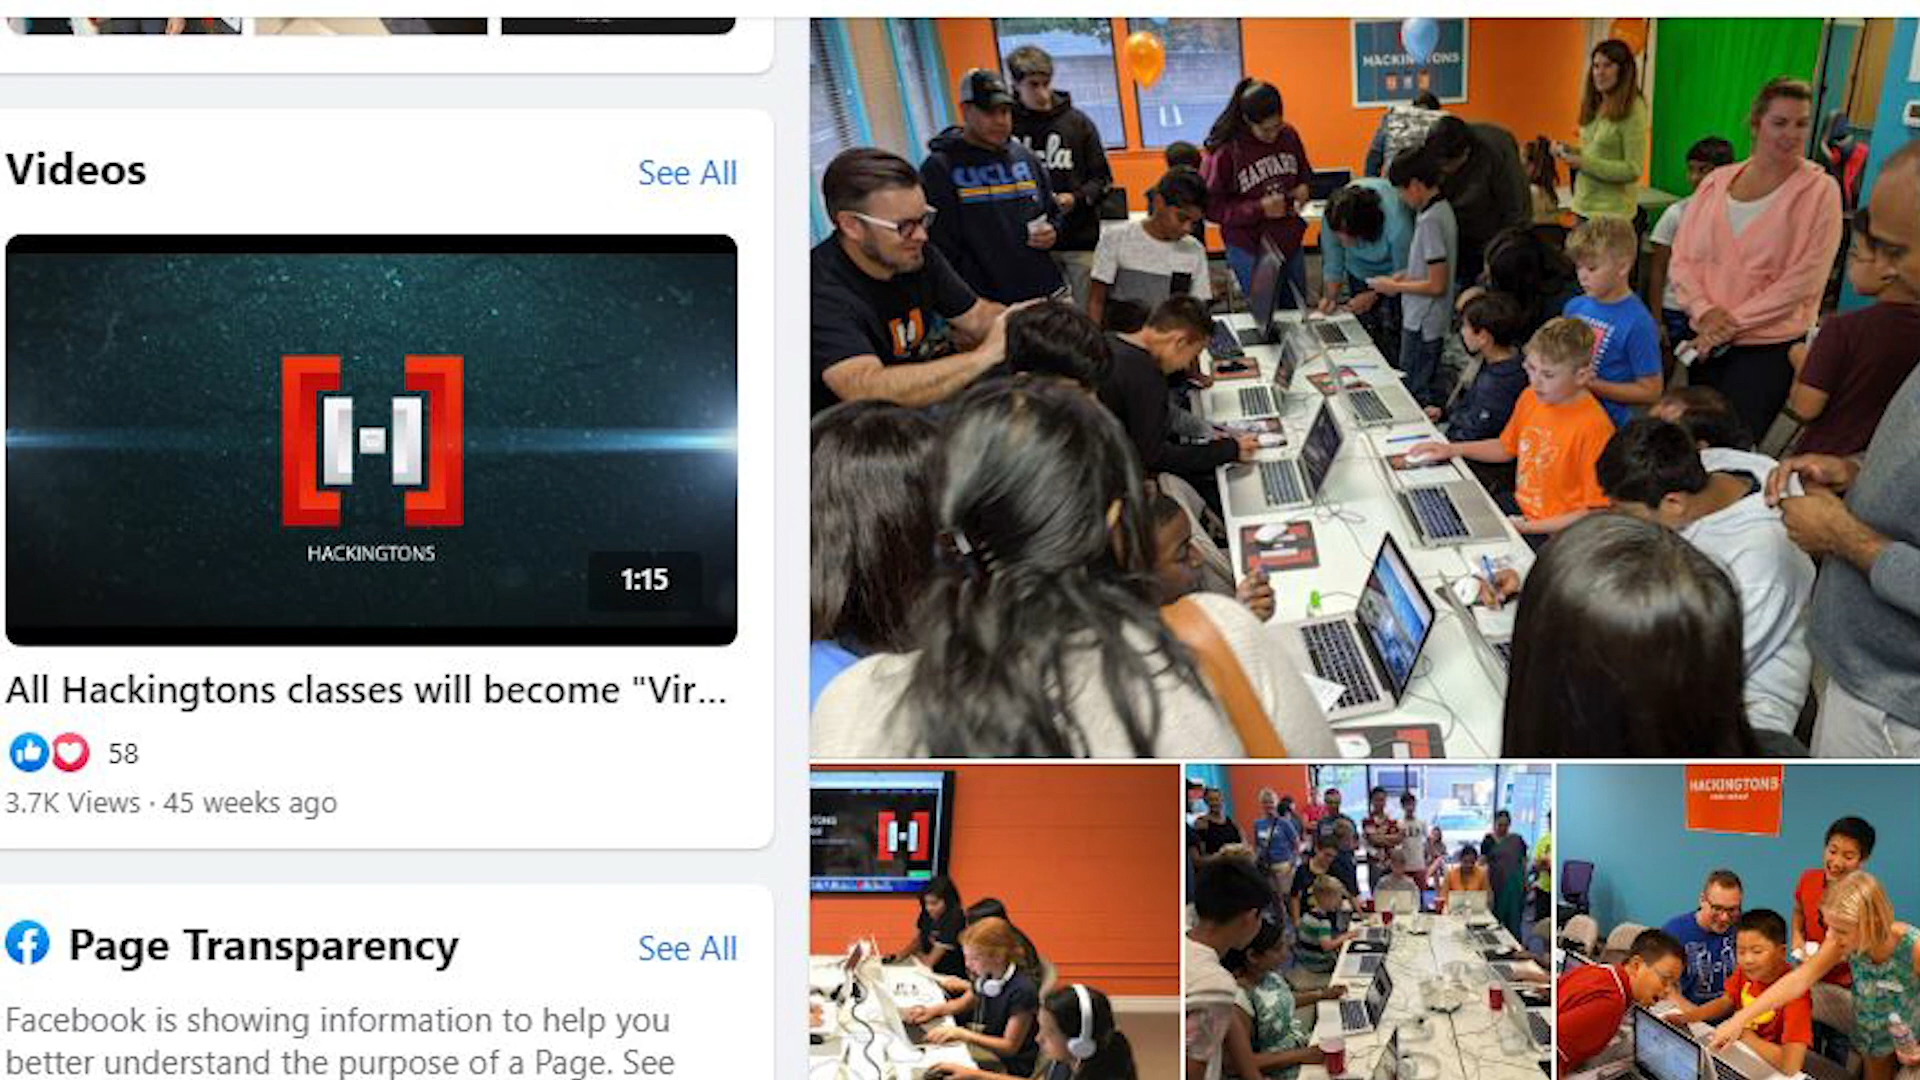 Videos
See All
HACKINGTONS
1:15
All Hackingtons classes will become "Vir...
58
3.7K Views · 45 weeks ago
Page Transparency
See All
Facebook is showing information to help you
better understand the purpose of a Page. See
UCLA
Ucla
HARVARD
HACKINGTONS